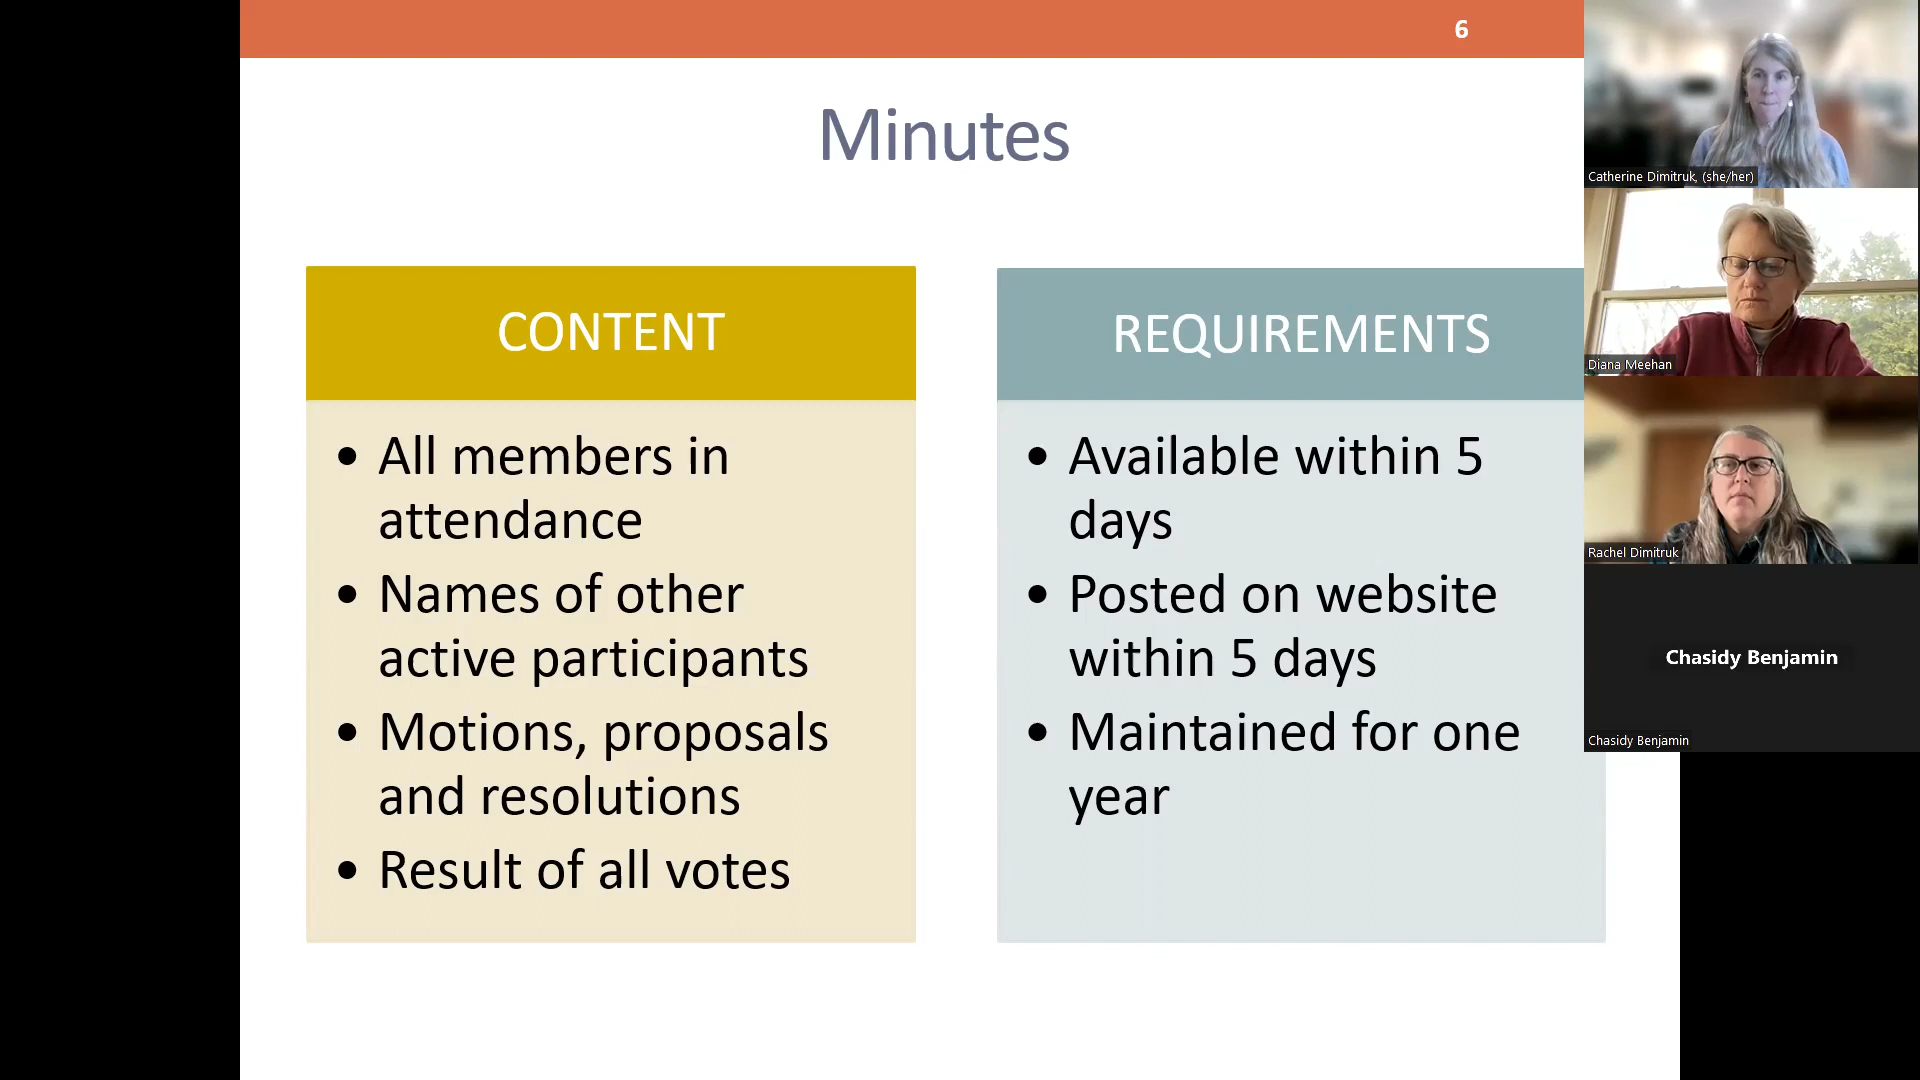 6
Minutes
CONTENT
• All members in
attendance
• Names of other
active participants
• Motions, proposals
and resolutions
• Result of all votes
REQUIREMENTS
• Available within 5
days
• Posted on website
within 5 days
• Maintained for one
year
Catherine Dimitruk, (she/her)
Diana Meehan
Rachel Dimitruk
Chasidy Benjamin
Chasidy Benjamin